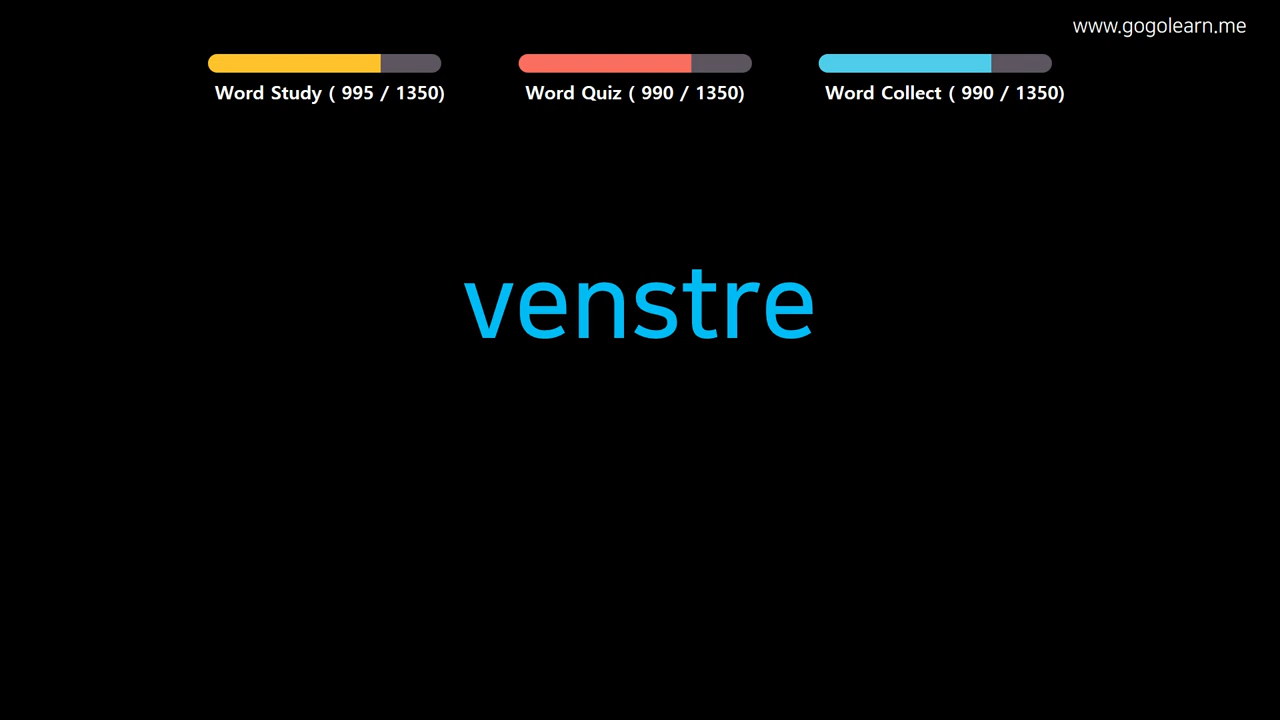 www.gogolearn.me
Word Study ( 995 / 1350)
Word Quiz ( 990 / 1350)
Word Collect ( 990 / 1350)
venstre